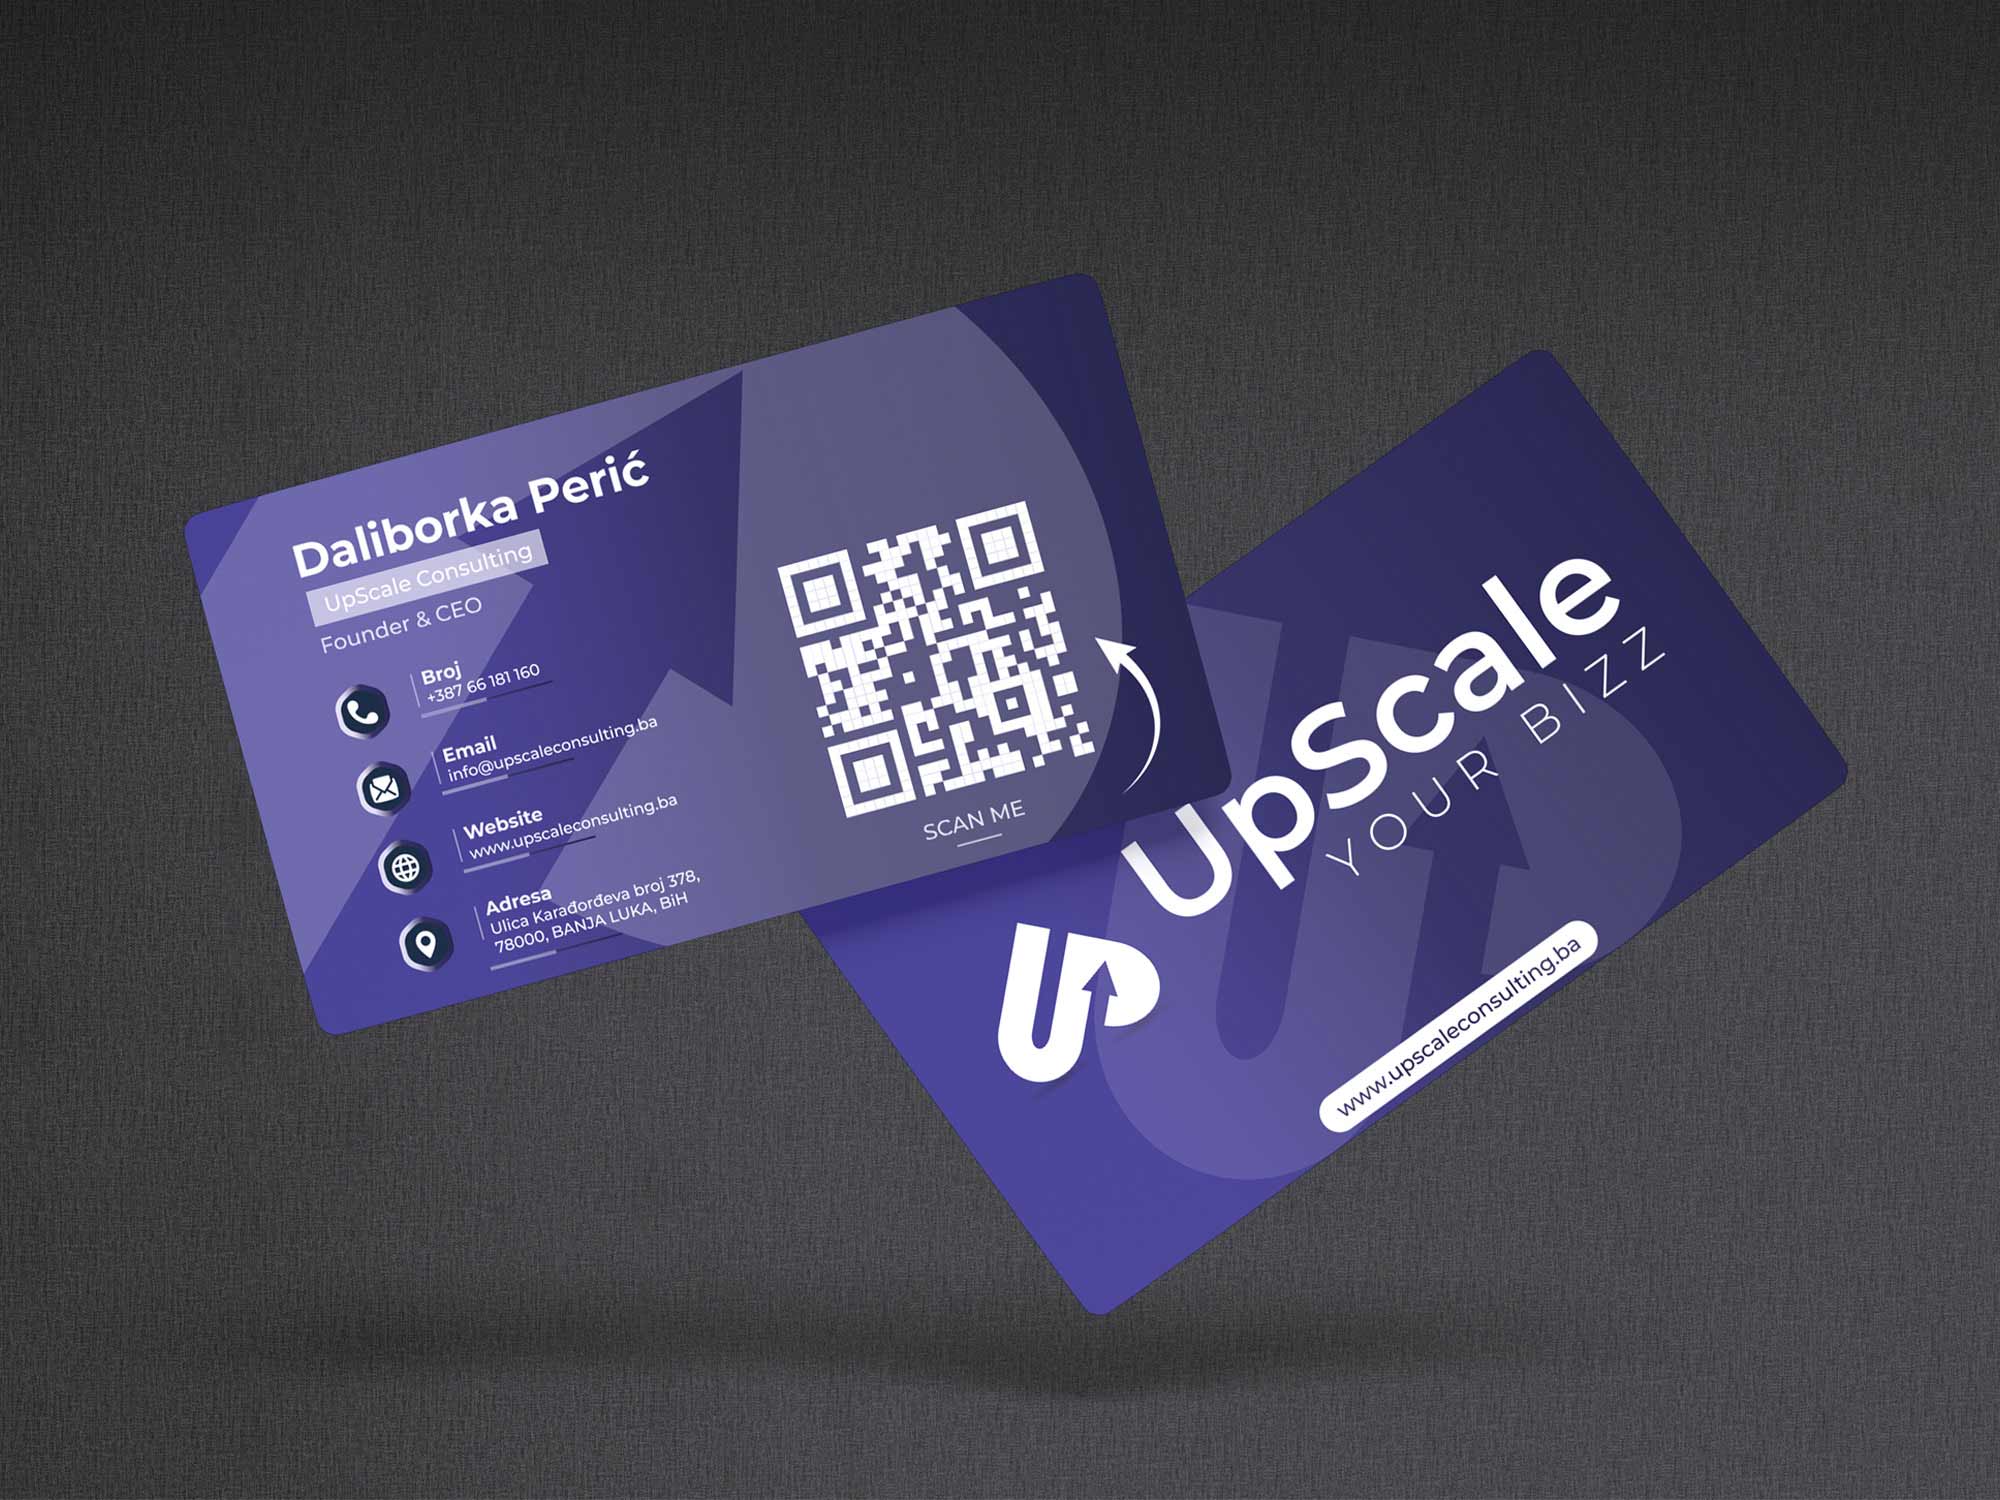 Daliborka Perić
UpScale Consulting
Founder & CEO
Broj
+387 66 181 160
Email
info@upscaleconsulting.ba
Website
www.upscaleconsulting.ba
Adresa
Ulica Karađorđeva broj 378,
78000, BANJA LUKA, BiH
SCAN ME
UpScale
YOUR BIZZ
UP
www.upscaleconsulting.ba